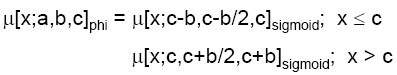 μ[x;a,b,c]phi = μ[x;c-b,c-b/2,c]sigmoid; x ≤ c
μ[x;c,c+b/2,c+b]sigmoid; x > c